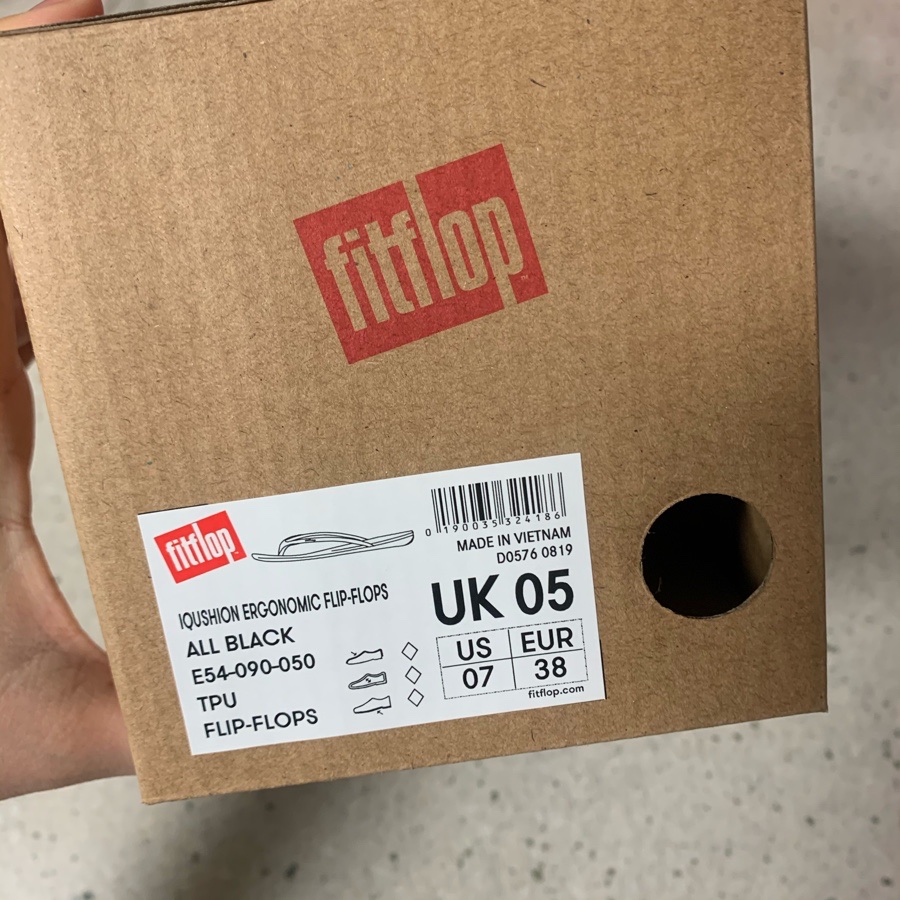 fitflop™
fitflop
0 190035 324186
MADE IN VIETNAM
D0576 0819
IQUSHION ERGONOMIC FLIP-FLOPS
ALL BLACK
E54-090-050
TPU
FLIP-FLOPS
UK 05
US EUR
07 38
fitflop.com